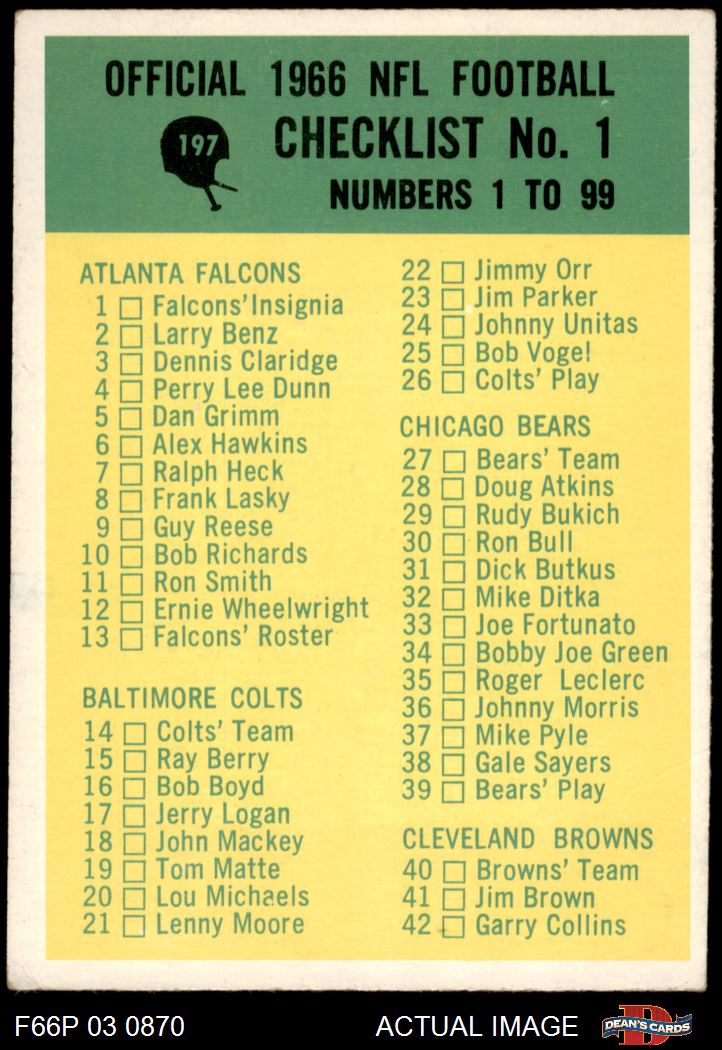 OFFICIAL 1966 NFL FOOTBALL
197
CHECKLIST No. 1
NUMBERS 1 TO 99
ATLANTA FALCONS
1 Falcons' Insignia
2 Larry Benz
3 Dennis Claridge
4 Perry Lee Dunn
5 Dan Grimm
6 Alex Hawkins
7 Ralph Heck
8 Frank Lasky
9 Guy Reese
10 Bob Richards
11 Ron Smith
12 Ernie Wheelwright
13 Falcons' Roster
BALTIMORE COLTS
14 Colts' Team
15 Ray Berry
16 Bob Boyd
17 Jerry Logan
18 John Mackey
19 Tom Matte
20 Lou Michaels
21 Lenny Moore
22 Jimmy Orr
23 Jim Parker
24 Johnny Unitas
25 Bob Vogel
26 Colts' Play
CHICAGO BEARS
27 Bears' Team
28 Doug Atkins
29 Rudy Bukich
30 Ron Bull
31 Dick Butkus
32 Mike Ditka
33 Joe Fortunato
34 Bobby Joe Green
35 Roger Leclerc
36 Johnny Morris
37 Mike Pyle
38 Gale Sayers
39 Bears' Play
CLEVELAND BROWNS
40 Browns' Team
41 Jim Brown
42 Garry Collins
F66P 03 0870
ACTUAL IMAGE
D
DEAN'S CARDS